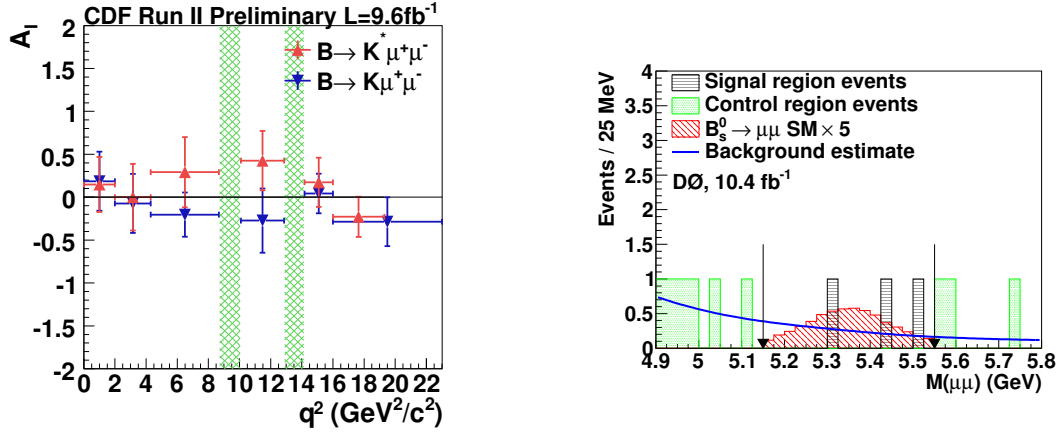 CDF Run II Preliminary L=9.6fb⁻¹
A_I
B→ K*μ⁺μ⁻
B→ Kμ⁺μ⁻
2
1.5
1
0.5
0
-0.5
-1
-1.5
-2
0 2 4 6 8 10 12 14 16 18 20 22
q² (GeV²/c²)
Events / 25 MeV
Signal region events
Control region events
B⁰ₛ → μμ SM × 5
Background estimate
DØ, 10.4 fb⁻¹
4
3.5
3
2.5
2
1.5
1
0.5
0
4.9 5 5.1 5.2 5.3 5.4 5.5 5.6 5.7 5.8
M(μμ) (GeV)